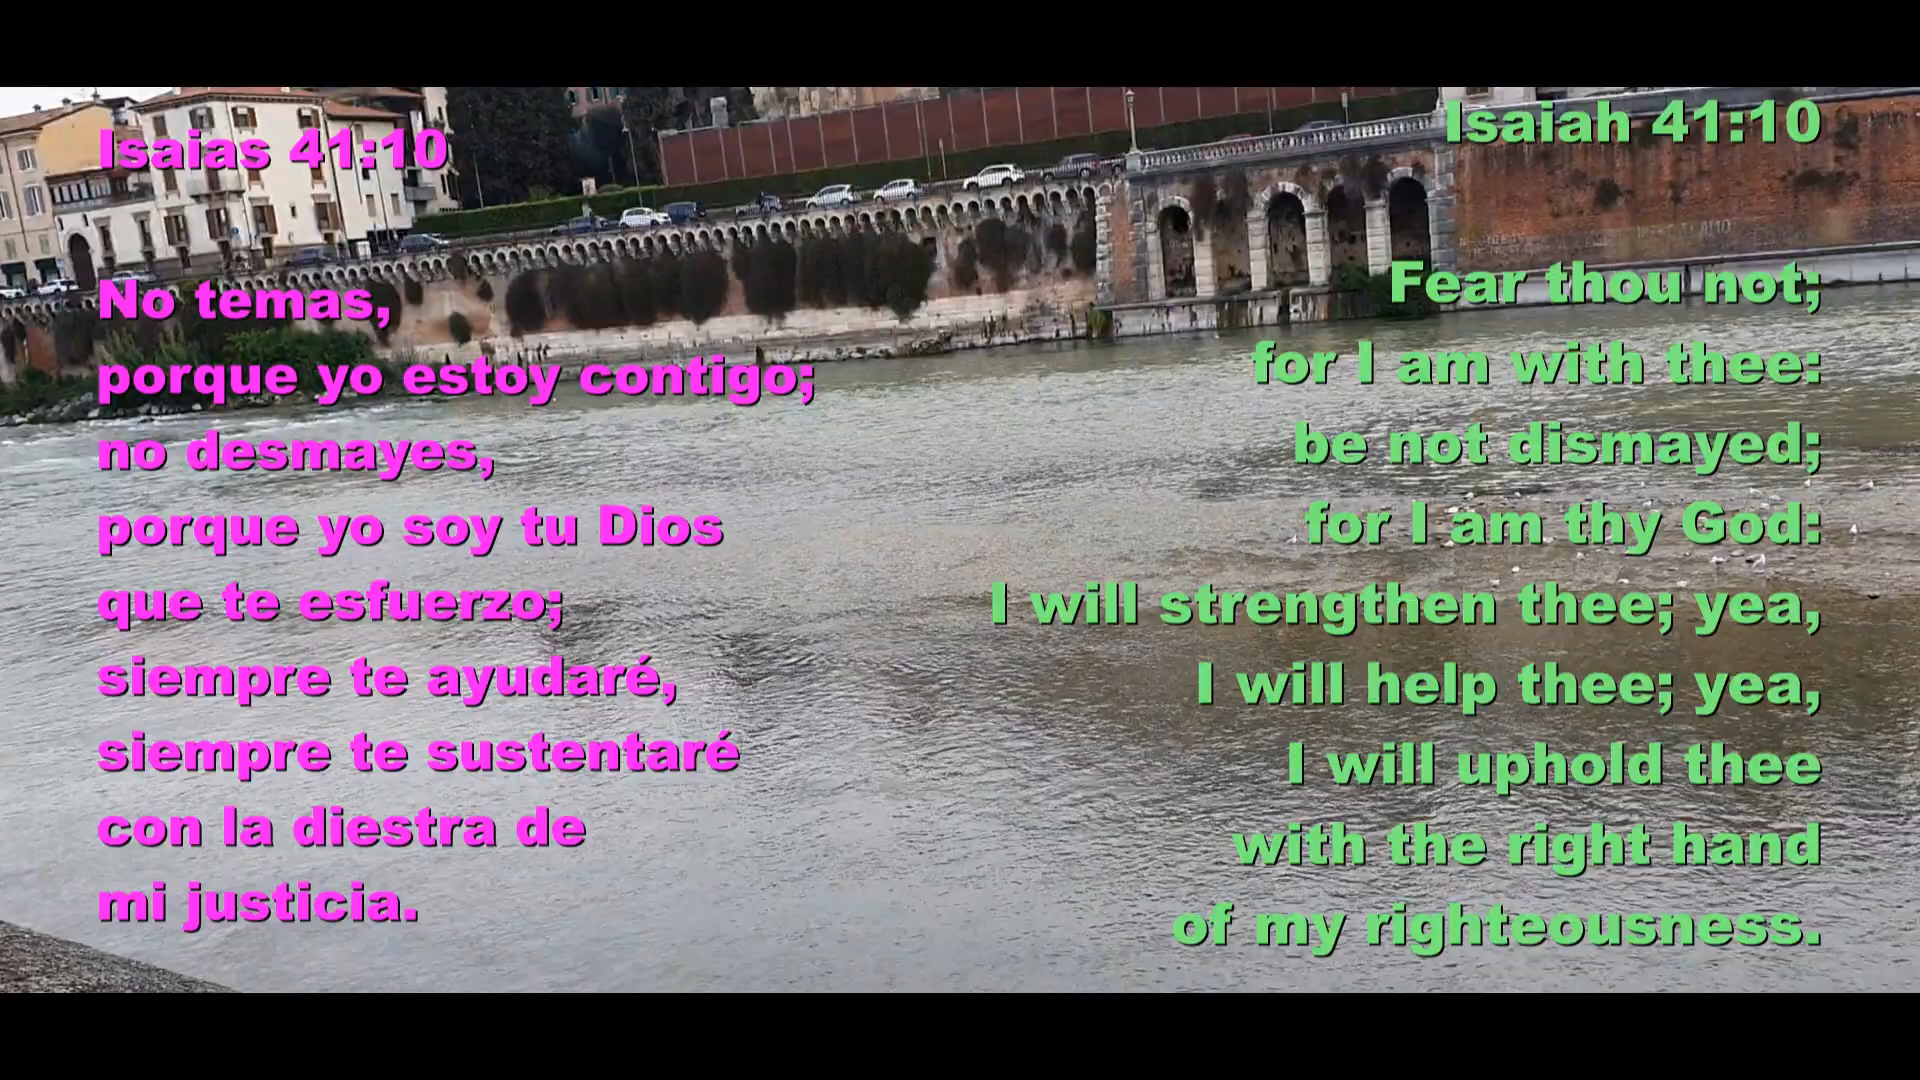 Isaias 41:10
No temas,
porque yo estoy contigo;
no desmayes,
porque yo soy tu Dios
que te esfuerzo;
siempre te ayudaré,
siempre te sustentaré
con la diestra de
mi justicia.
Isaiah 41:10
Fear thou not;
for I am with thee:
be not dismayed;
for I am thy God:
I will strengthen thee; yea,
I will help thee; yea,
I will uphold thee
with the right hand
of my righteousness.